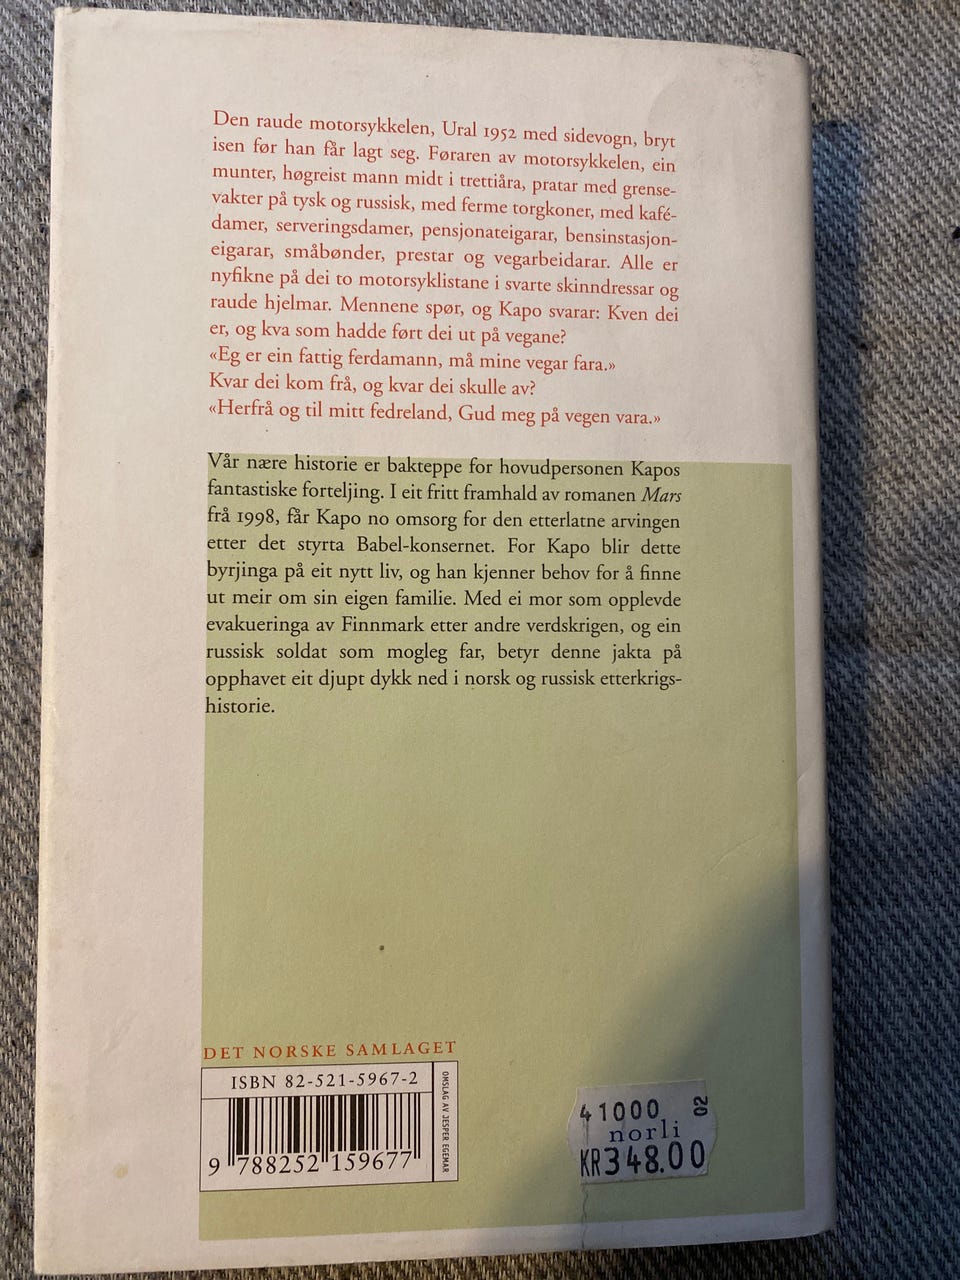 Den raude motorsykkelen, Ural 1952 med sidevogn, bryt
isen før han får lagt seg. Føraren av motorsykkelen, ein
munter, høgreist mann midt i trettiåra, pratar med grense-
vakter på tysk og russisk, med ferme torgkoner, med kafé-
damer, serveringsdamer, pensjonateigarar, bensinstasjon-
eigarar, småbønder, prestar og vegarbeidarar. Alle er
nyfikne på dei to motorsyklistane i svarte skinndressar og
raude hjelmar. Mennene spør, og Kapo svarar: Kven dei
er, og kva som hadde ført dei ut på vegane?
«Eg er ein fattig ferdamann, må mine vegar fara.»
Kvar dei kom frå, og kvar dei skulle av?
«Herfrå og til mitt fedreland, Gud meg på vegen vara.»
Vår nære historie er bakteppe for hovudpersonen Kapos
fantastiske forteljing. I eit fritt framhald av romanen Mars
frå 1998, får Kapo no omsorg for den etterlatne arvingen
etter det styrta Babel-konsernet. For Kapo blir dette
byrjinga på eit nytt liv, og han kjenner behov for å finne
ut meir om sin eigen familie. Med ei mor som opplevde
evakueringa av Finnmark etter andre verdskrigen, og ein
russisk soldat som mogleg far, betyr denne jakta på
opphavet eit djupt dykk ned i norsk og russisk etterkrigs-
historie.
DET NORSKE SAMLAGET
ISBN 82-521-5967-2
9 788252 159677
OMSLAG AV JESPER EGEMAR
41000 02
norli
KR348.00